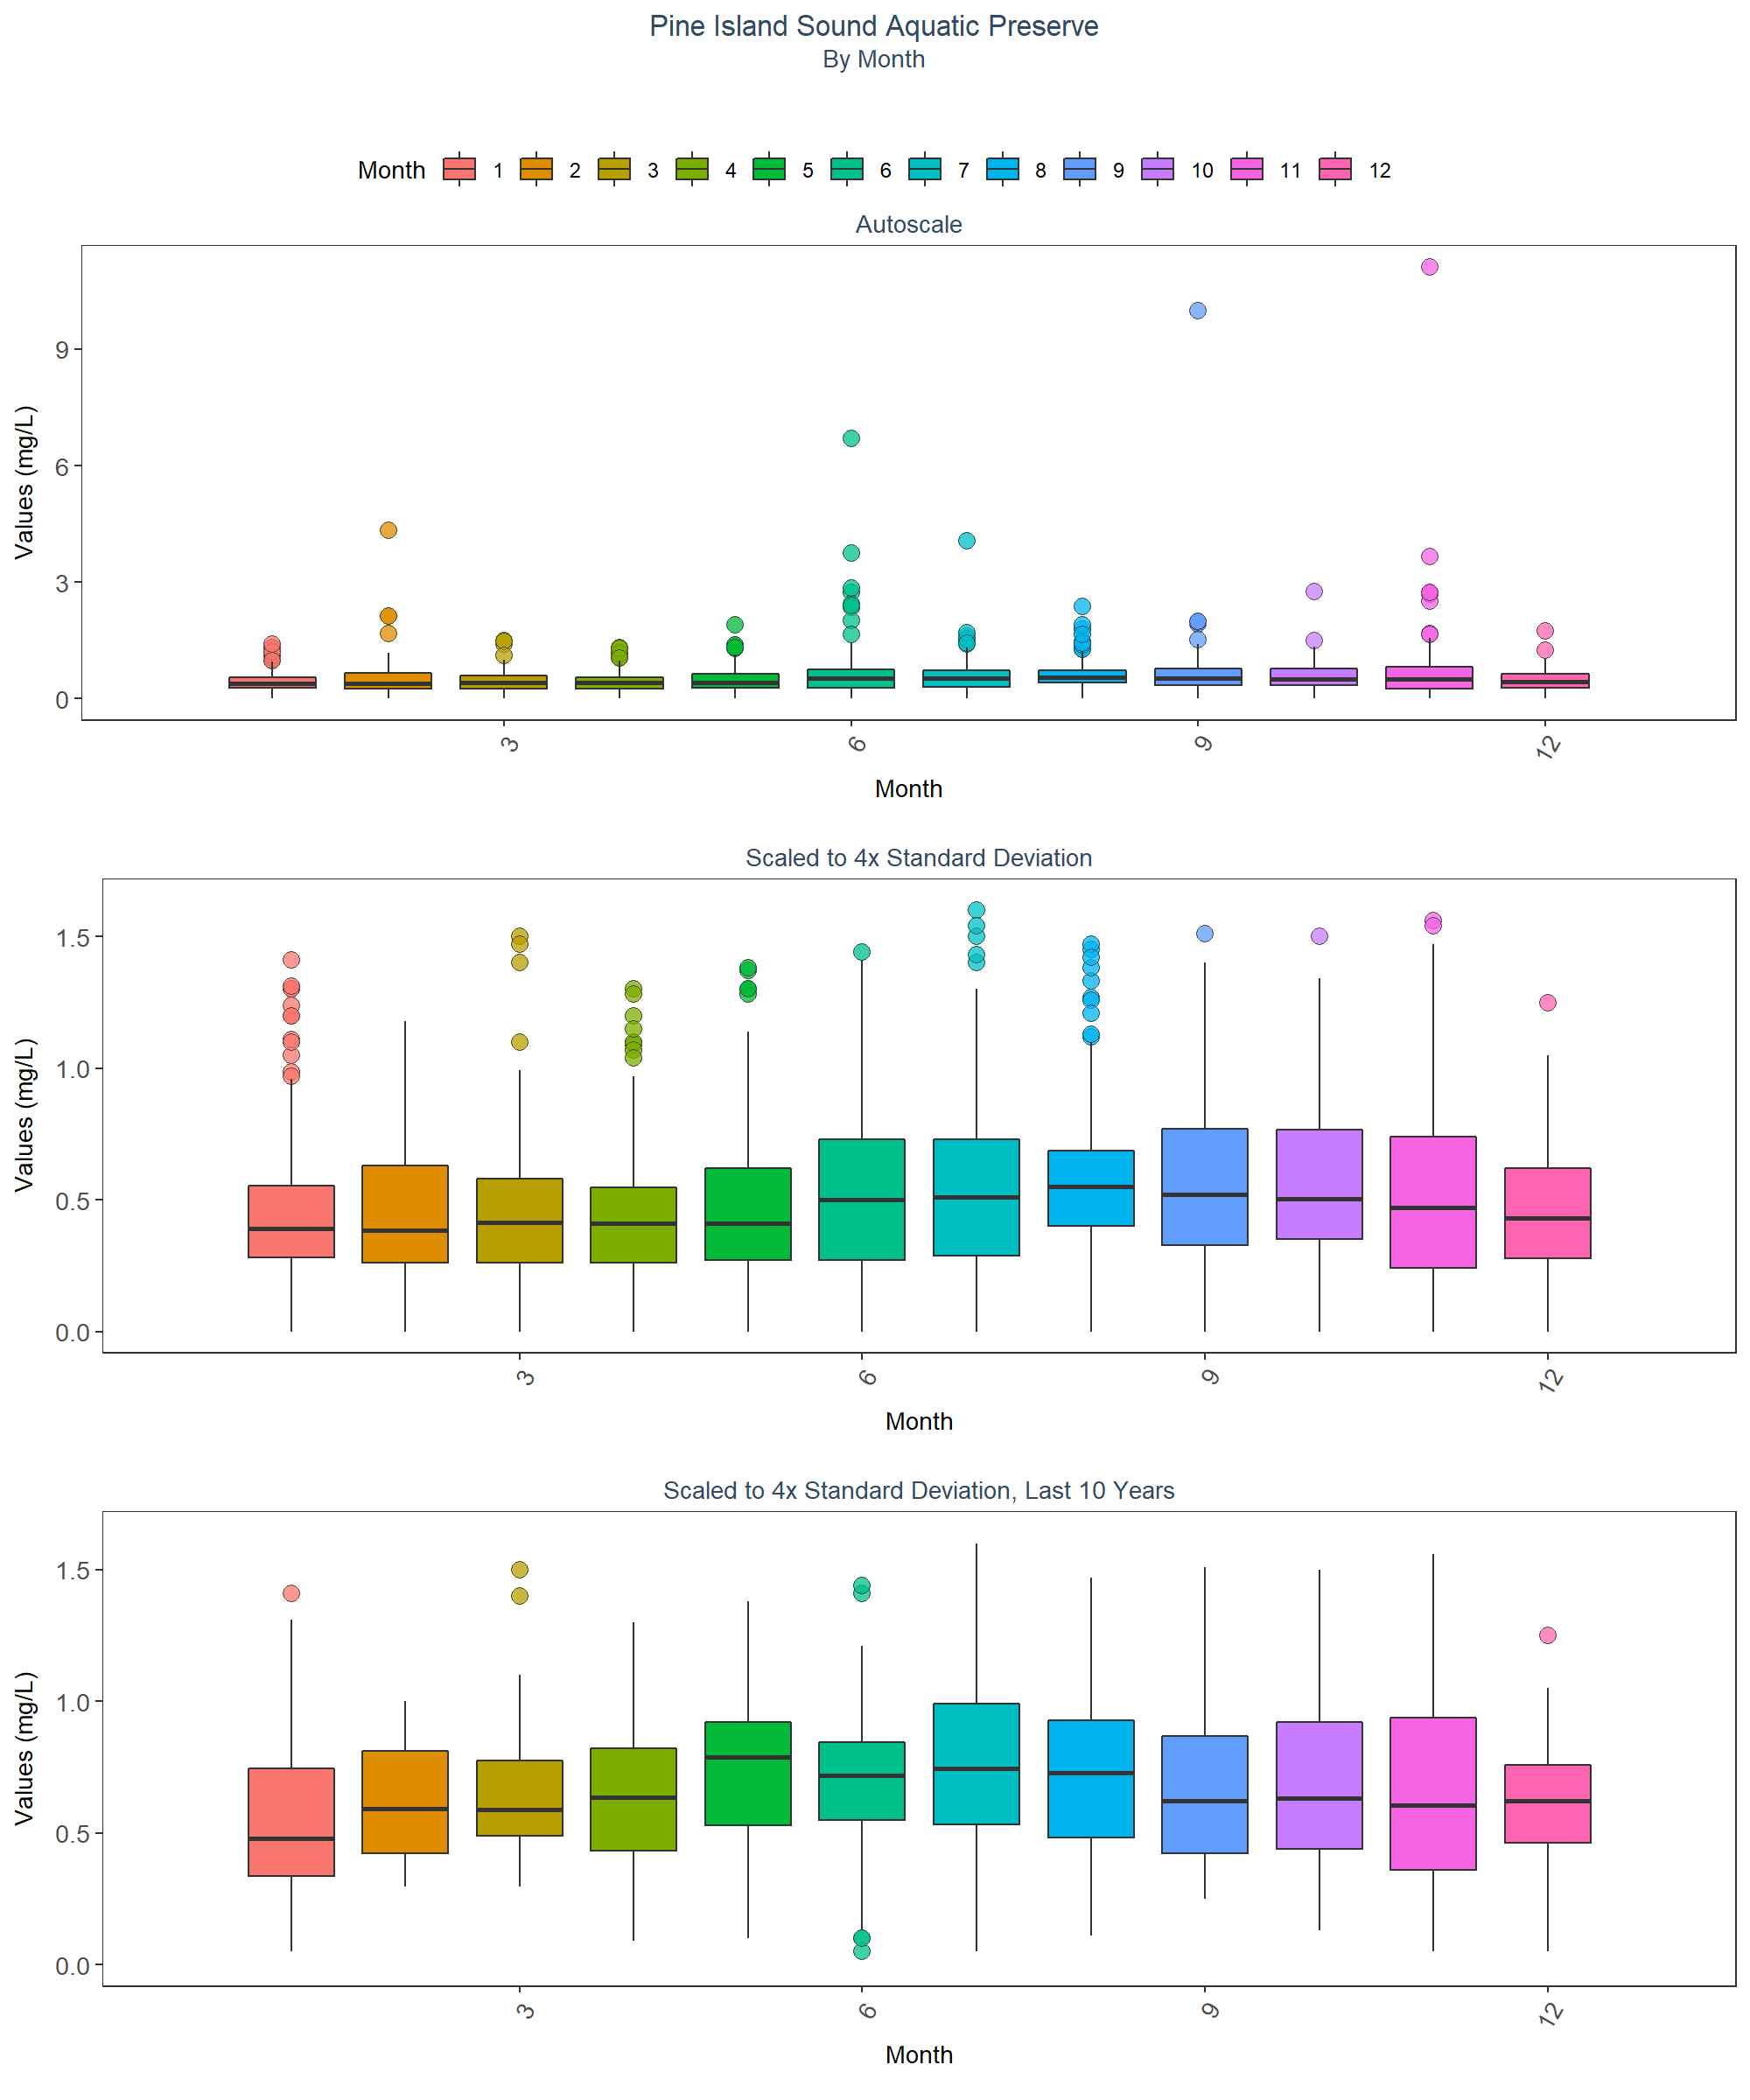 Pine Island Sound Aquatic Preserve
By Month
Month 1 2 3 4 5 6 7 8 9 10 11 12
Autoscale
Values (mg/L)
9
6
3
0
3 6 9 12
Month
Scaled to 4x Standard Deviation
Values (mg/L)
1.5
1.0
0.5
0.0
3 6 9 12
Month
Scaled to 4x Standard Deviation, Last 10 Years
Values (mg/L)
1.5
1.0
0.5
0.0
3 6 9 12
Month